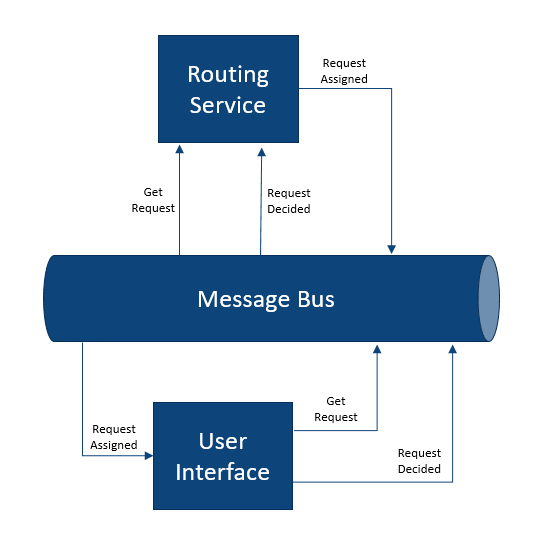 Routing
Service
Request
Assigned
Get
Request
Request
Decided
Message Bus
Request
Assigned
User
Interface
Get
Request
Request
Decided